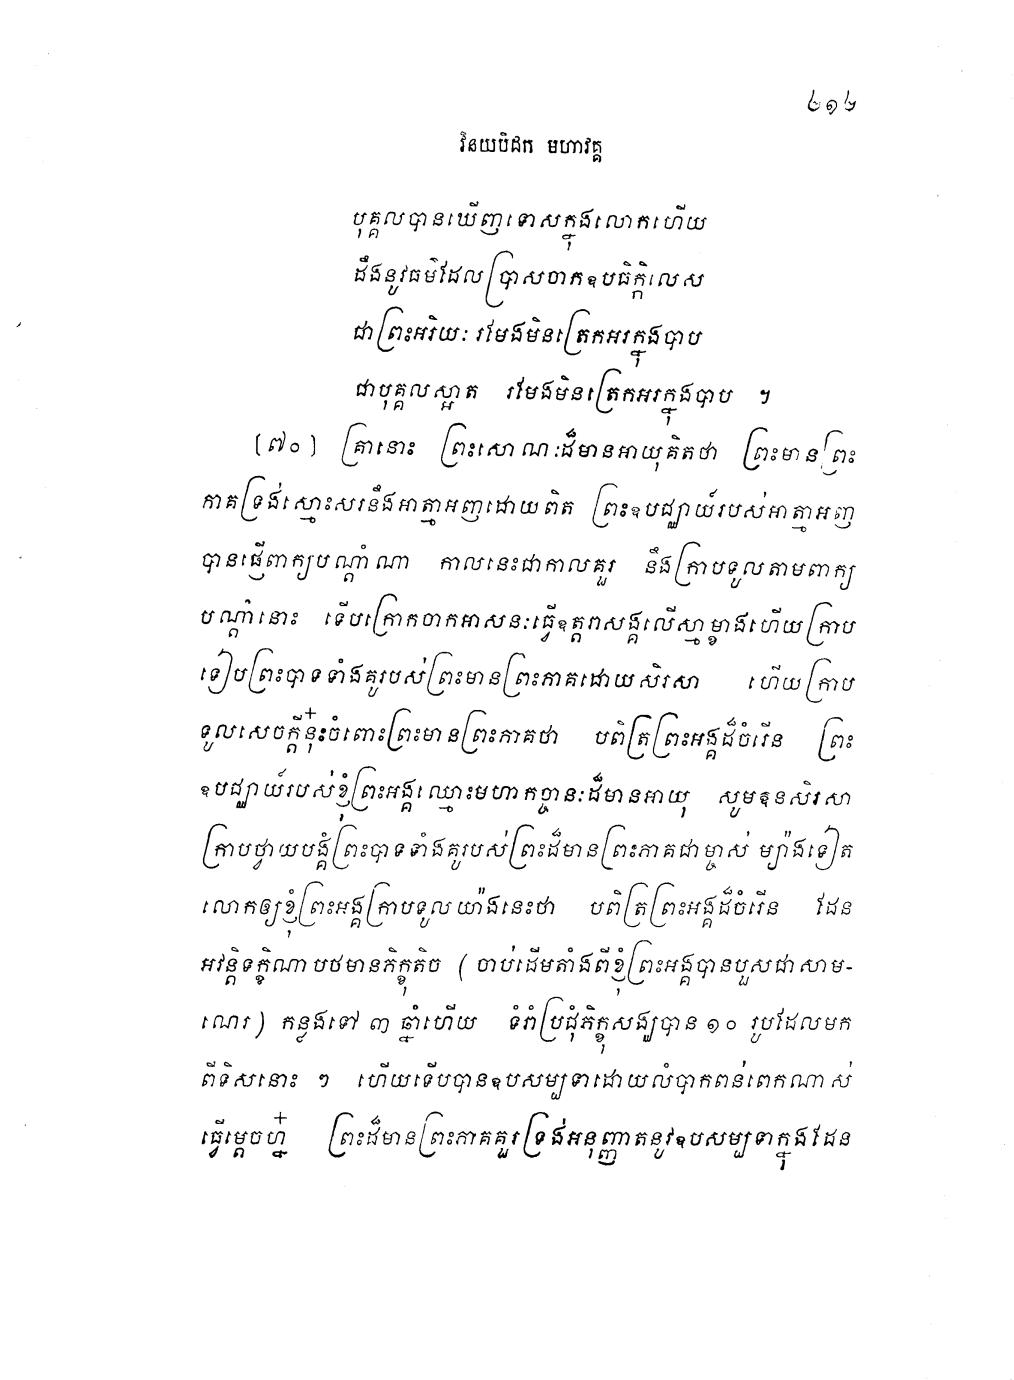 ៤១៤
វិនយបិដក មហាវគ្គ
បុគ្គលបានឃើញទោសក្នុងលោកហើយ
ដឹងនូវធម៌ដែលប្រាសចាកឧបធិក្កិលេស
ជាព្រះអរិយៈ រមែងមិនត្រេកអរក្នុងបាប
ជាបុគ្គលស្អាត រមែងមិនត្រេកអរក្នុងបាប ។
[៧០] គ្រានោះ ព្រះសោណៈដ៏មានអាយុគិតថា ព្រះមានព្រះ
ភាគទ្រង់ស្មោះសរនឹងអាត្មាអញដោយពិត ព្រះឧបជ្ឈាយ៍របស់អាត្មាអញ
បានផ្ញើពាក្យបណ្តាំណា កាលនេះជាកាលគួរ នឹងក្រាបទូលតាមពាក្យ
បណ្តាំនោះ ទើបក្រោកចាកអាសនៈធ្វើឧត្តរាសង្គលើស្មាម្ខាងហើយក្រាប
ទៀបព្រះបាទទាំងគូរបស់ព្រះមានព្រះភាគដោយសិរសា ហើយក្រាប
ទូលសេចក្តីនុ៎ះចំពោះព្រះមានព្រះភាគថា បពិត្រព្រះអង្គដ៏ចំរើន ព្រះ
ឧបជ្ឈាយ៍របស់ខ្ញុំព្រះអង្គឈ្មោះមហាកច្ចានៈដ៏មានអាយុ សូមឱនសិរសា
ក្រាបថ្វាយបង្គំព្រះបាទទាំងគូរបស់ព្រះដ៏មានព្រះភាគជាម្ចាស់ ម្យ៉ាងទៀត
លោកឲ្យខ្ញុំព្រះអង្គក្រាបទូលយ៉ាងនេះថា បពិត្រព្រះអង្គដ៏ចំរើន ដែន
អវន្តិទក្ខិណាបថមានភិក្ខុតិច (ចាប់ដើមតាំងពីខ្ញុំព្រះអង្គបានបួសជាសាម-
ណេរ) កន្លងទៅ ៣ ឆ្នាំហើយ ទំរាំប្រជុំភិក្ខុសង្ឃបាន ១០ រូបដែលមក
ពីទិសនោះ ៗ ហើយទើបបានឧបសម្បទាដោយលំបាកពន់ពេកណាស់
ធ្វើម្តេចហ្ន៎ ព្រះដ៏មានព្រះភាគគួរទ្រង់អនុញ្ញាតនូវឧបសម្បទាក្នុងដែន